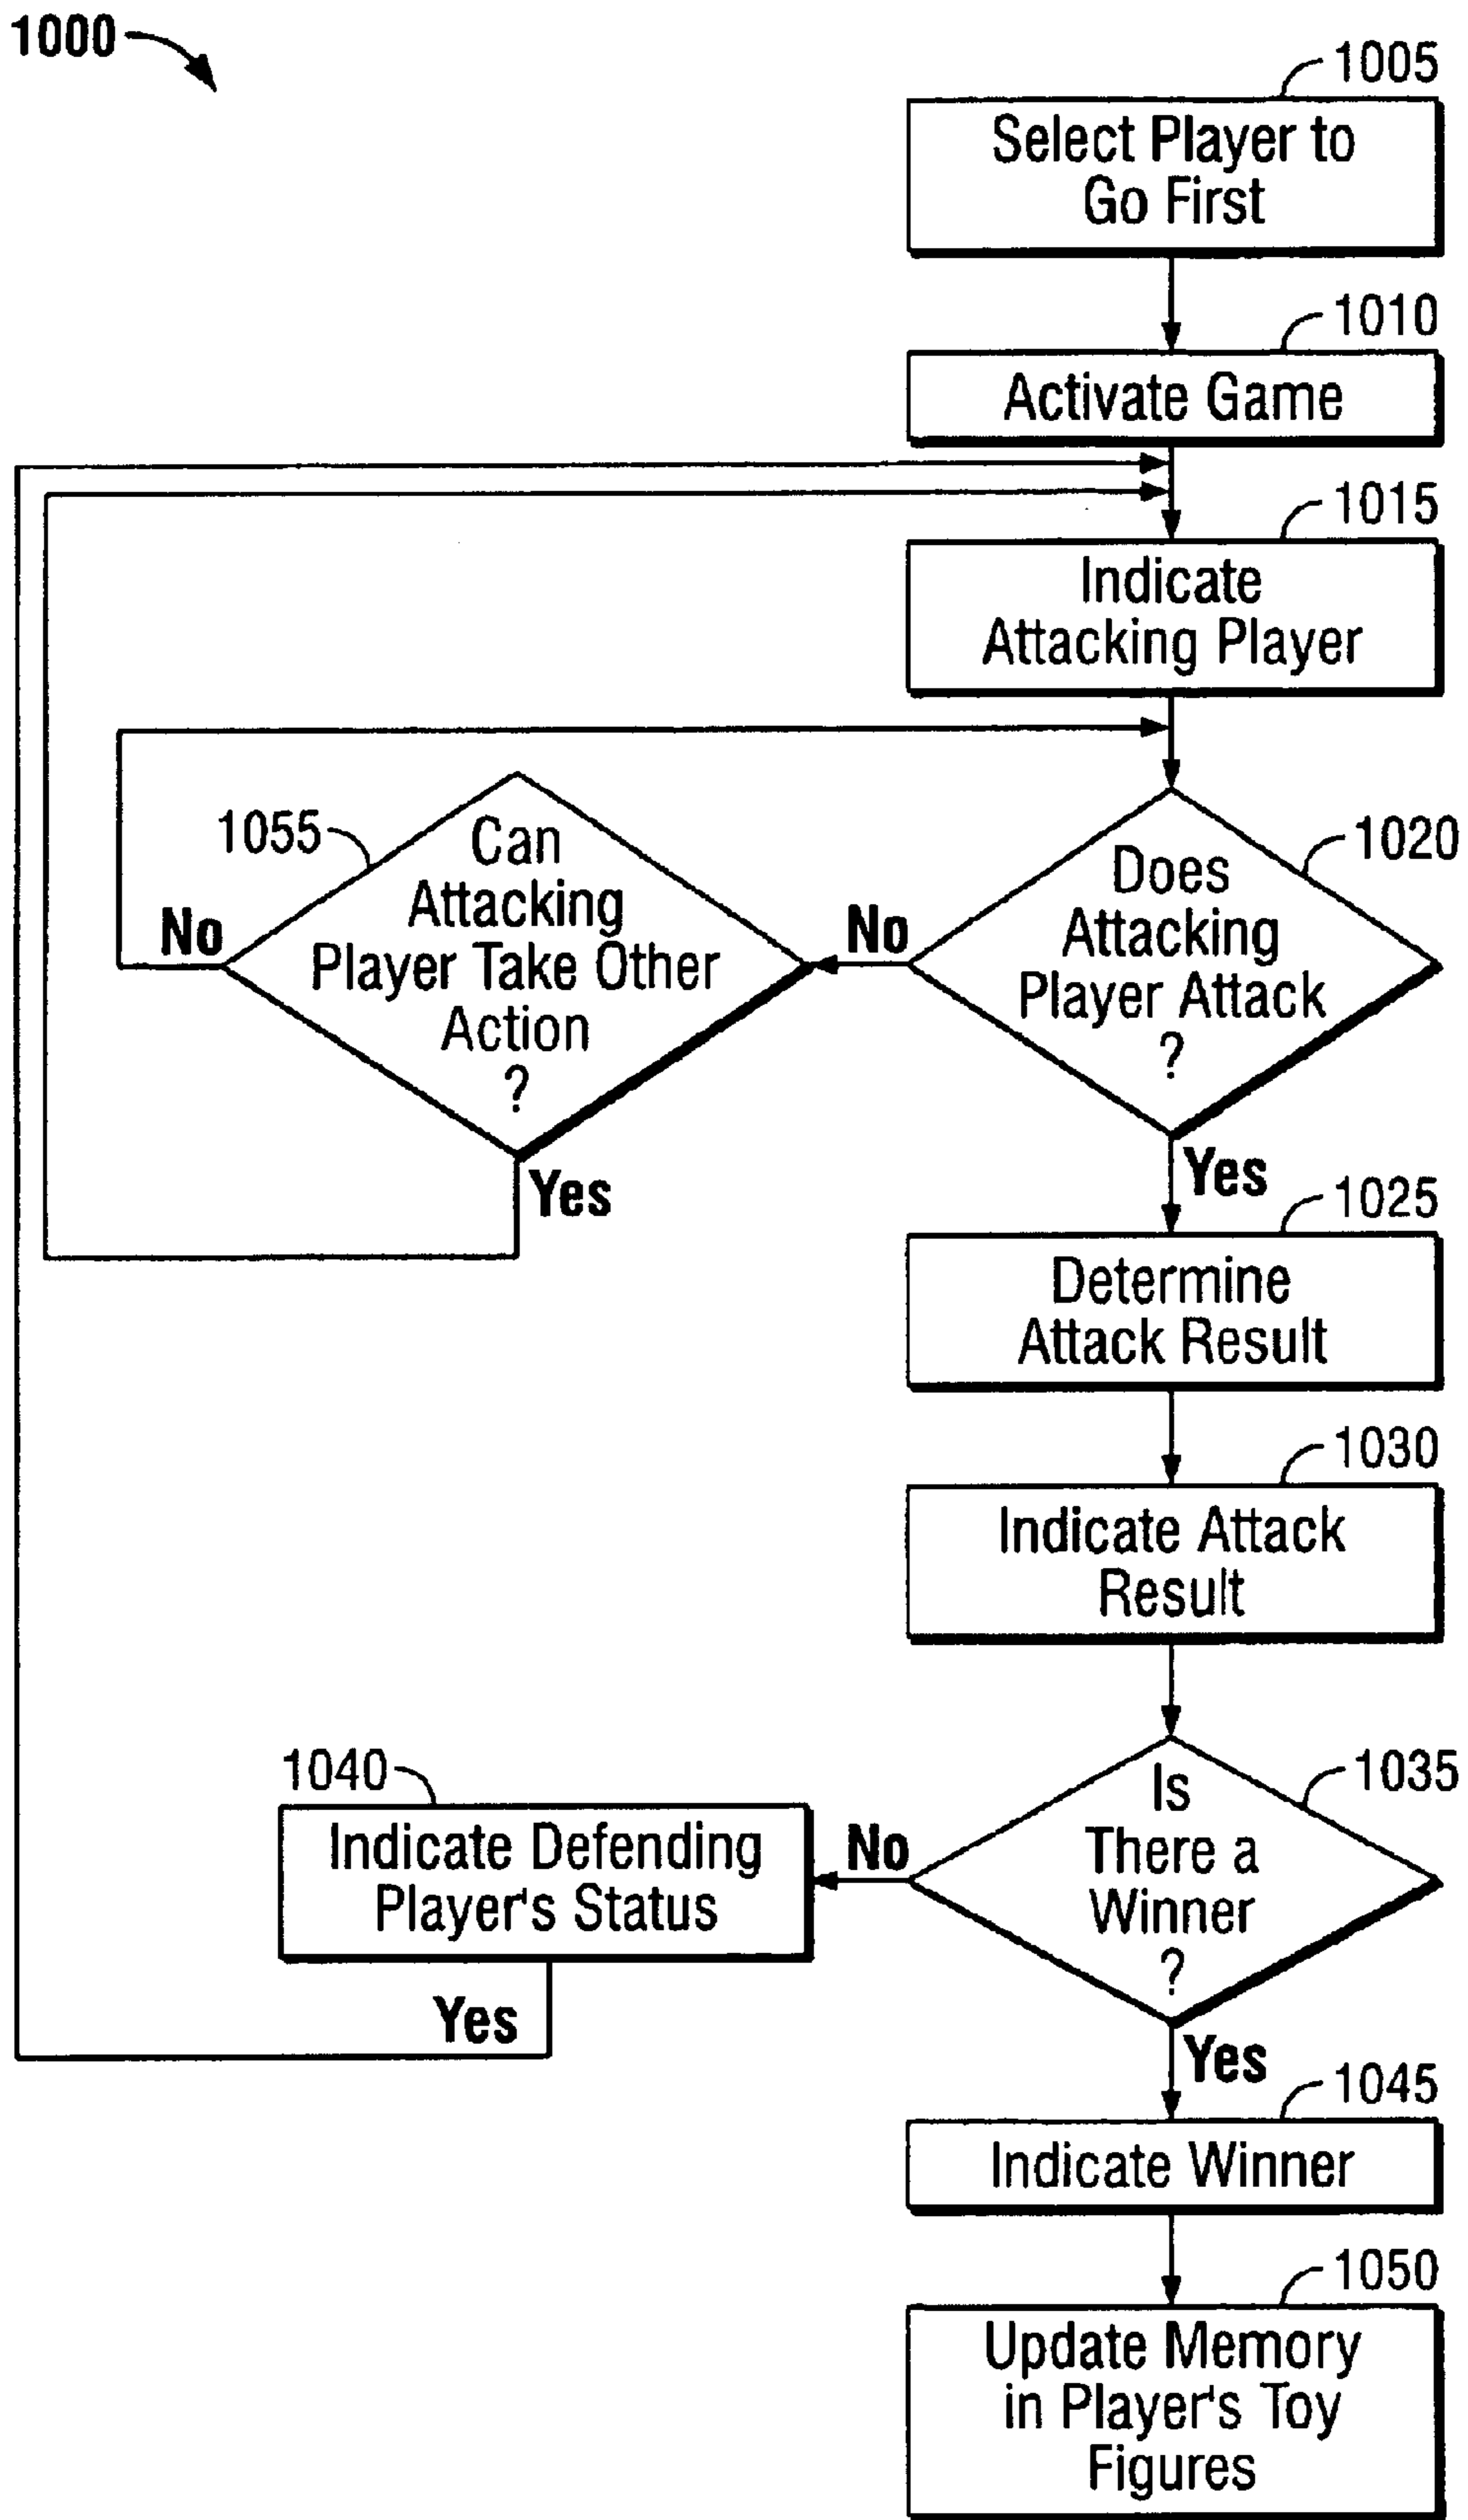 1000
1005
Select Player to
Go First
1010
Activate Game
1015
Indicate
Attacking Player
1055
Can
Attacking
Player Take Other
Action
?
No
Yes
No
1020
Does
Attacking
Player Attack
?
Yes
1025
Determine
Attack Result
1030
Indicate Attack
Result
1035
Is
There a
Winner
?
No
1040
Indicate Defending
Player's Status
Yes
Yes
1045
Indicate Winner
1050
Update Memory
in Player's Toy
Figures